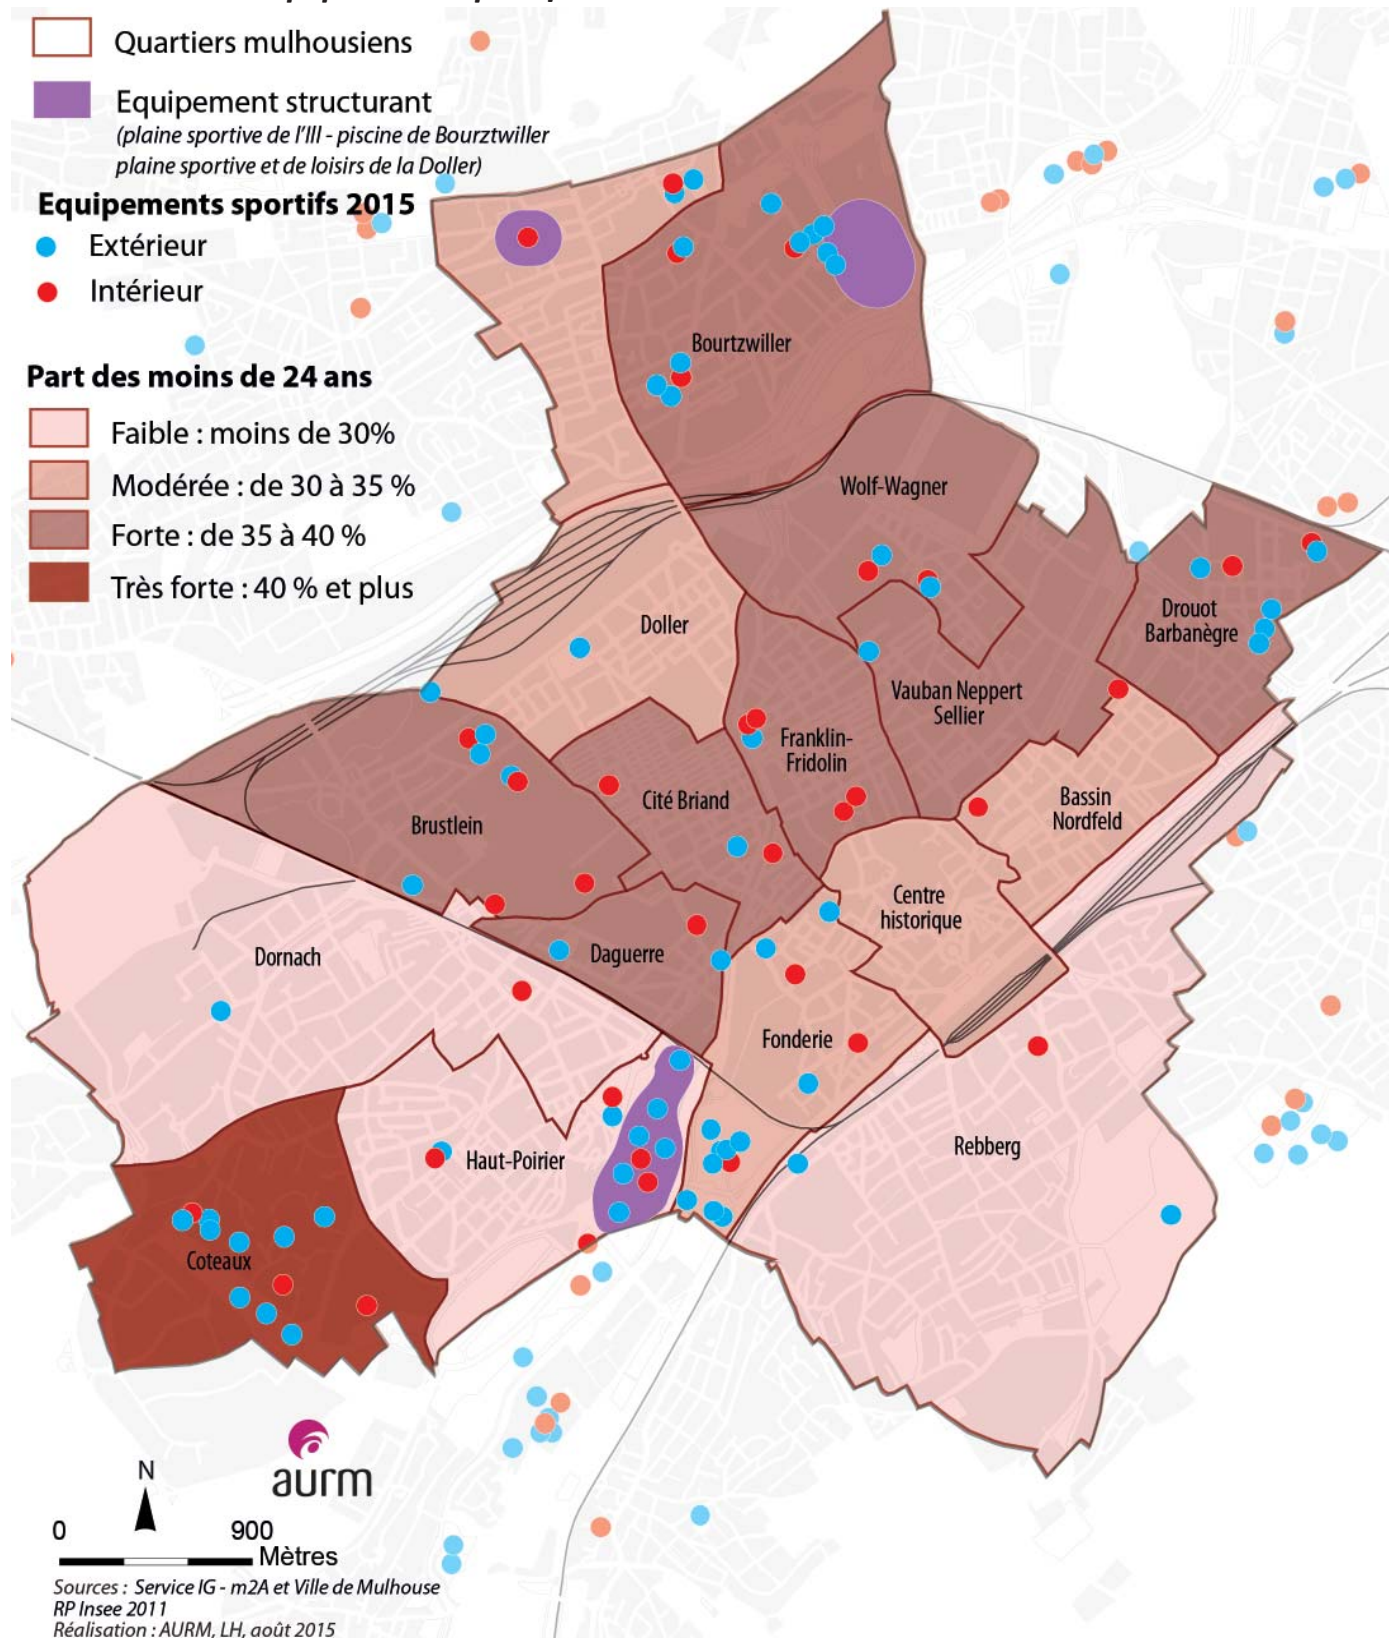 Quartiers mulhousiens
Equipement structurant
(plaine sportive de l'Ill - piscine de Bourztwiller
plaine sportive et de loisirs de la Doller)
Equipements sportifs 2015
Extérieur
Intérieur
Part des moins de 24 ans
Faible : moins de 30%
Modérée : de 30 à 35 %
Forte : de 35 à 40 %
Très forte : 40 % et plus
Bourtzwiller
Wolf-Wagner
Doller
Drouot
Barbanègre
Vauban Neppert
Sellier
Franklin-
Fridolin
Cité Briand
Bassin
Nordfeld
Brustlein
Centre
historique
Dornach
Daguerre
Fonderie
Haut-Poirier
Rebberg
Coteaux
aurm
N
0 900
Mètres
Sources : Service IG - m2A et Ville de Mulhouse
RP Insee 2011
Réalisation : AURM, LH, août 2015